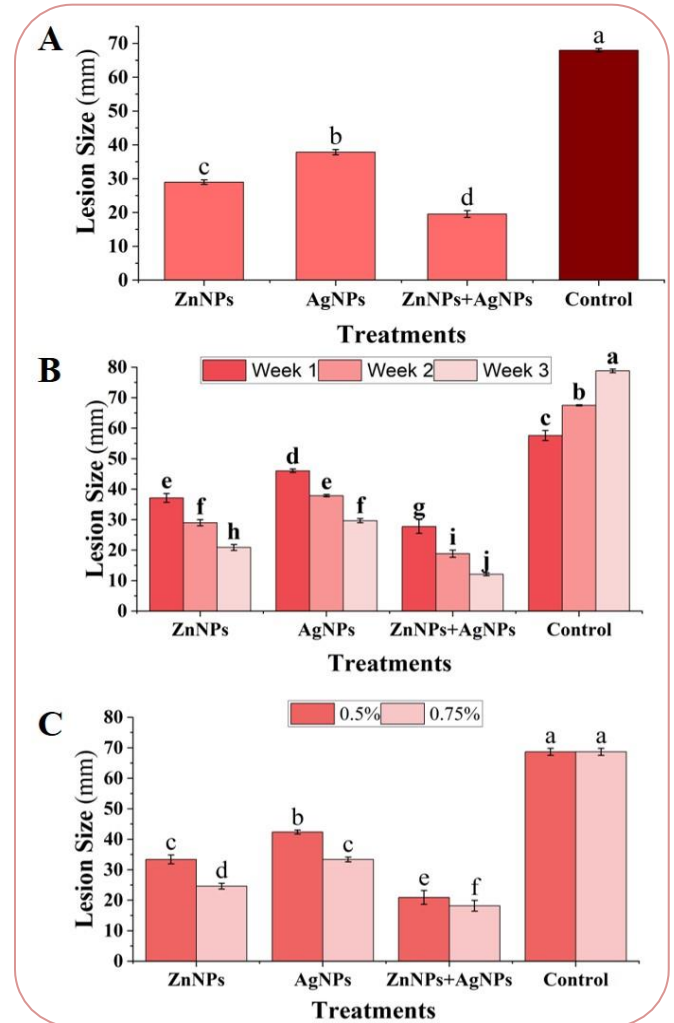 A
Lesion Size (mm)
70
60
50
40
30
20
10
0
c
b
d
a
ZnNPs AgNPs ZnNPs+AgNPs Control
Treatments
B
Week 1 Week 2 Week 3
Lesion Size (mm)
80
70
60
50
40
30
20
10
0
e f h
d e f
g i j
c b a
ZnNPs AgNPs ZnNPs+AgNPs Control
Treatments
C
0.5% 0.75%
Lesion Size (mm)
80
70
60
50
40
30
20
10
0
c d
b c
e f
a a
ZnNPs AgNPs ZnNPs+AgNPs Control
Treatments